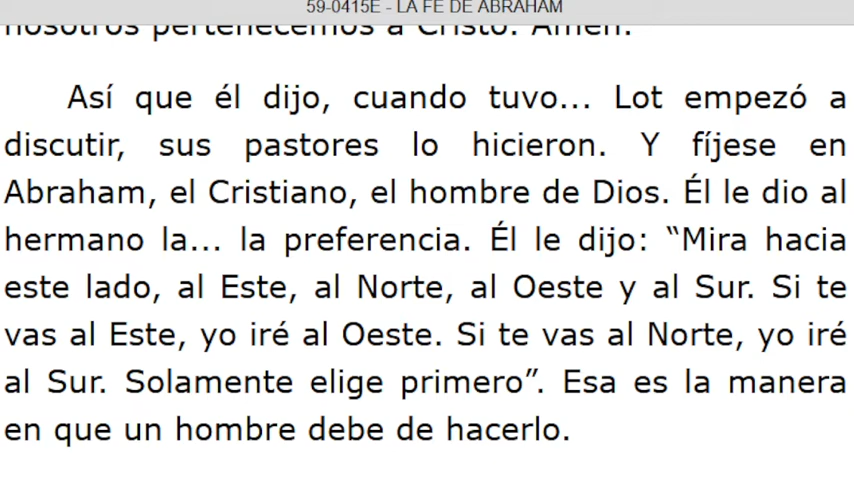 59-0415E - LA FE DE ABRAHAM
nosotros pertenecemos a Cristo. Amén.
Así que él dijo, cuando tuvo... Lot empezó a
discutir, sus pastores lo hicieron. Y fíjese en
Abraham, el Cristiano, el hombre de Dios. Él le dio al
hermano la... la preferencia. Él le dijo: “Mira hacia
este lado, al Este, al Norte, al Oeste y al Sur. Si te
vas al Este, yo iré al Oeste. Si te vas al Norte, yo iré
al Sur. Solamente elige primero”. Esa es la manera
en que un hombre debe de hacerlo.